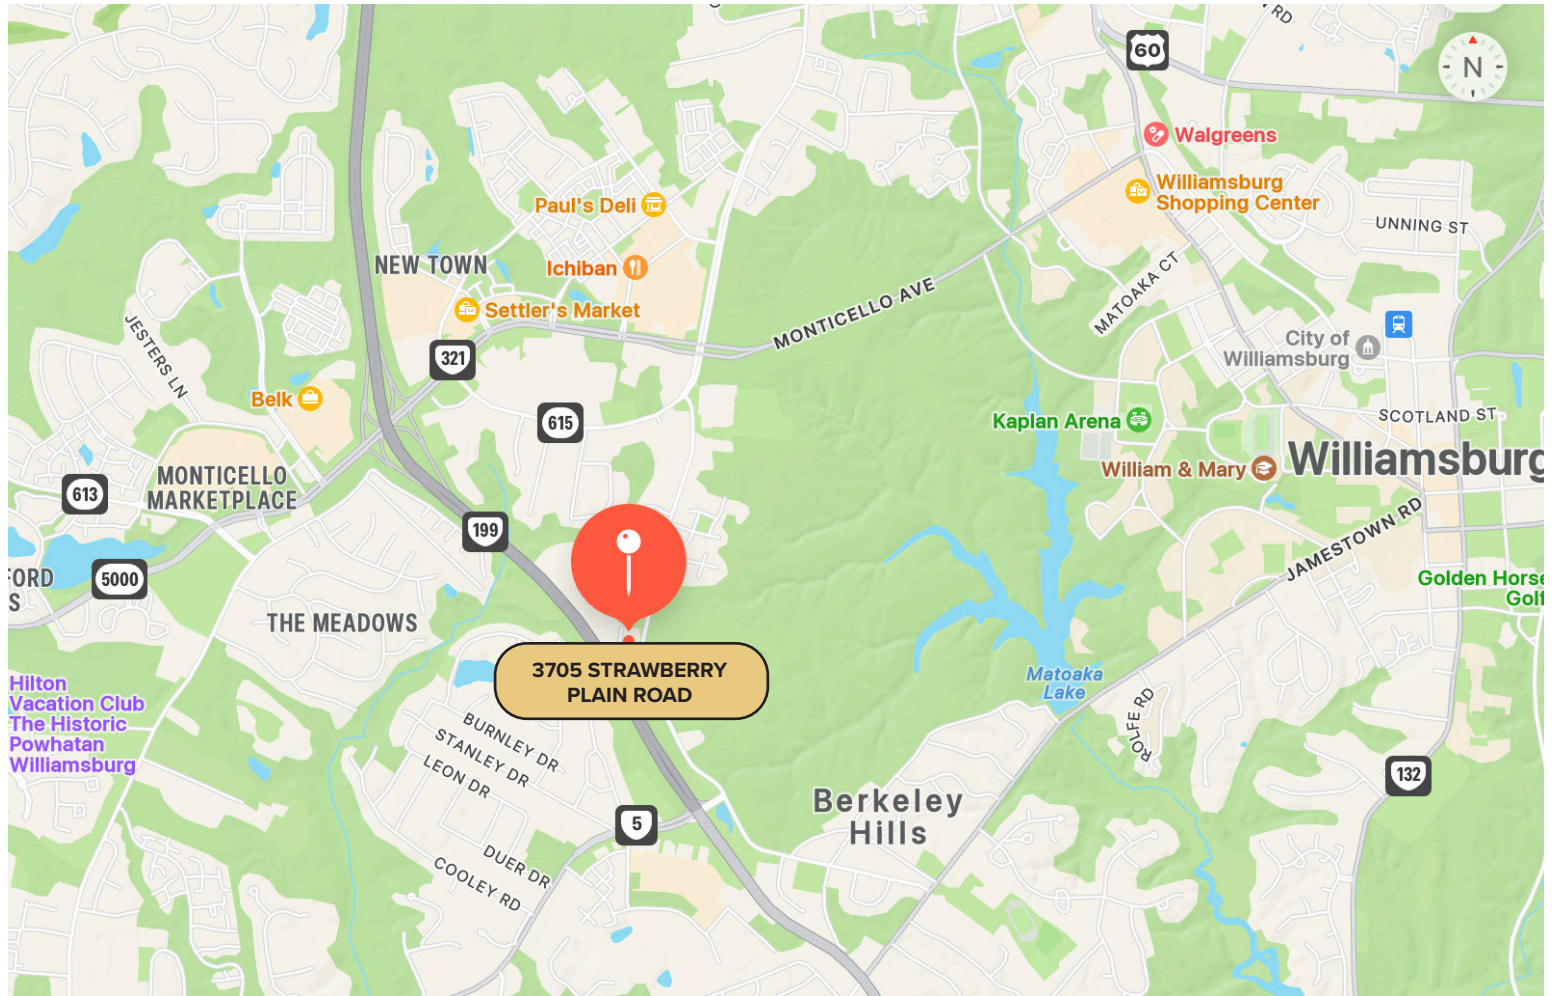 RD
60
N
Walgreens
Williamsburg
Shopping Center
Paul's Deli
UNNING ST
NEW TOWN
Ichiban
MATOAKA CT
Settler's Market
MONTICELLO AVE
JESTERS LN
321
City of
Williamsburg
Belk
615
Kaplan Arena
SCOTLAND ST
William & Mary
Williamsburg
MONTICELLO
MARKETPLACE
613
199
JAMESTOWN RD
5000
FORD
S
Golden Horse
Golf
THE MEADOWS
3705 STRAWBERRY
PLAIN ROAD
Matoaka
Lake
Hilton
Vacation Club
The Historic
Powhatan
Williamsburg
ROLFE RD
BURNLEY DR
STANLEY DR
LEON DR
132
Berkeley
Hills
5
DUER DR
COOLEY RD